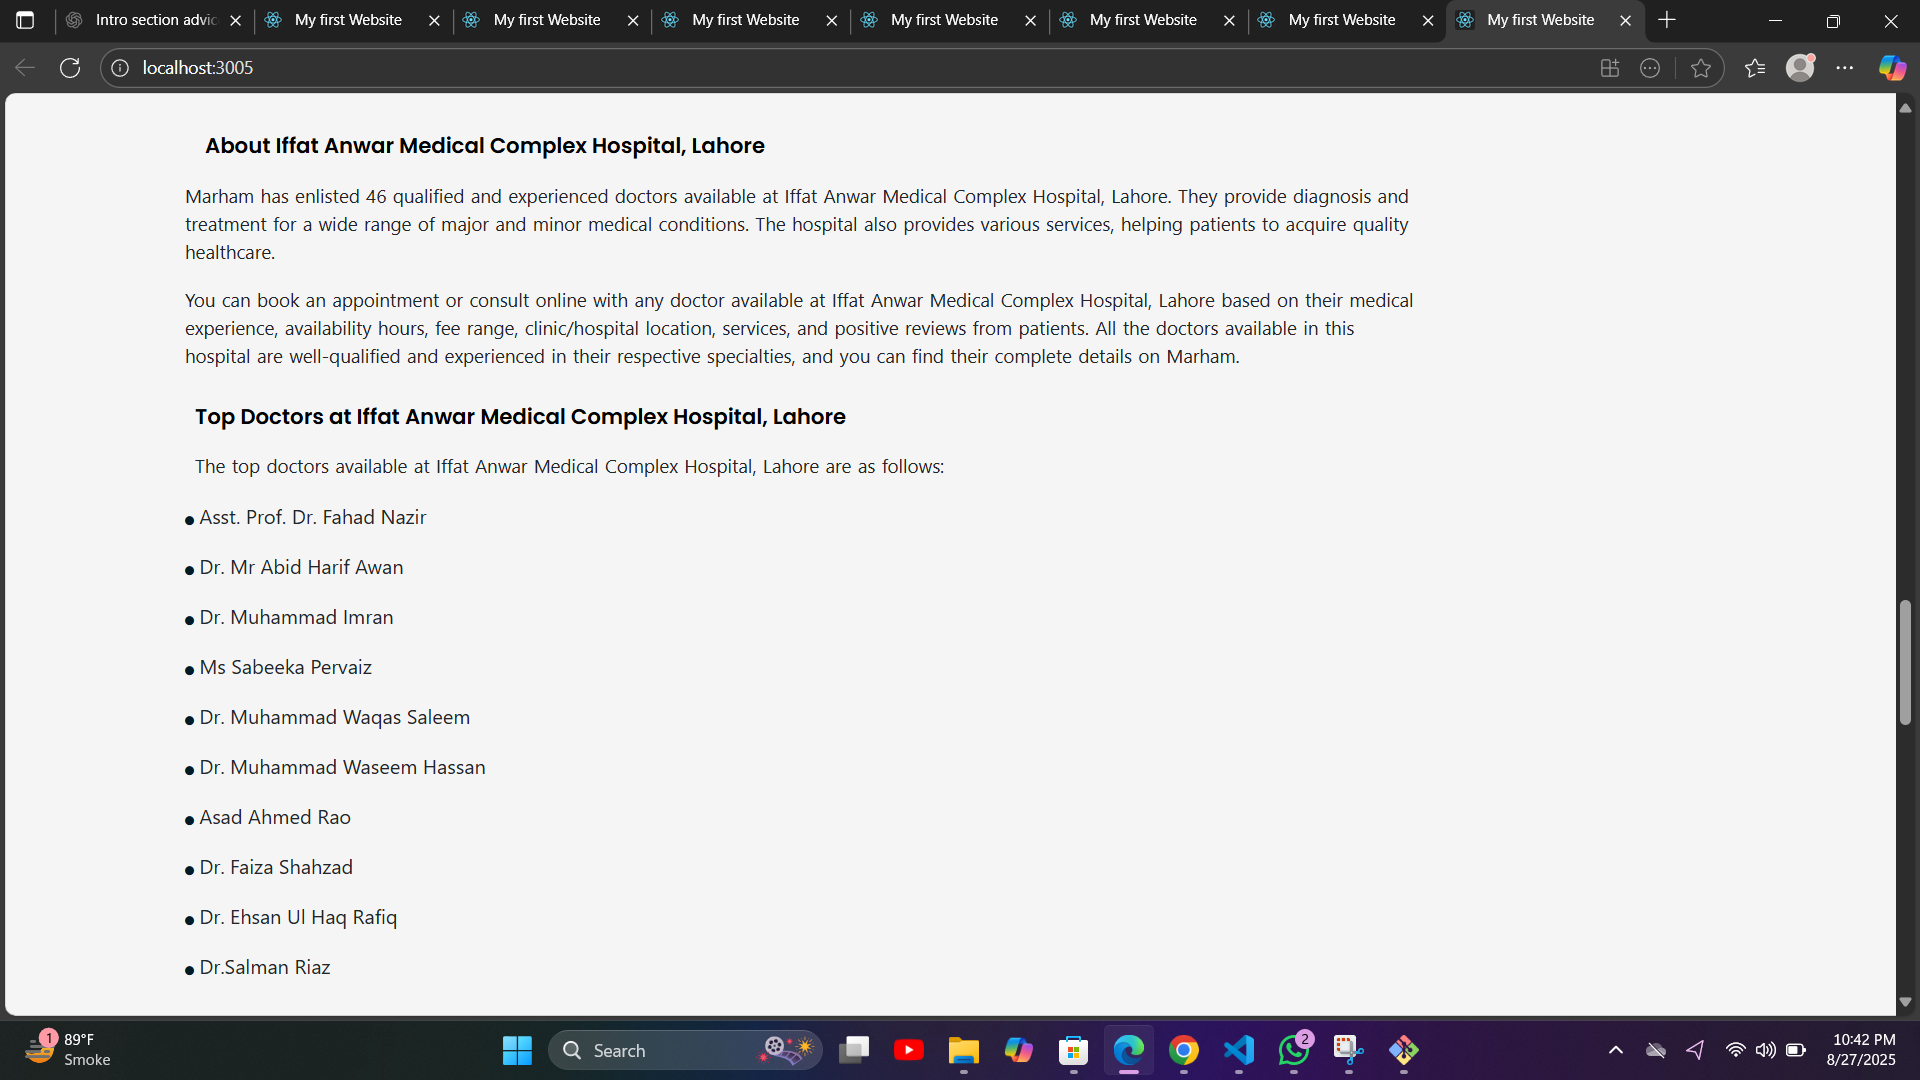 Intro section advic
My first Website
My first Website
My first Website
My first Website
My first Website
My first Website
My first Website
localhost:3005
About Iffat Anwar Medical Complex Hospital, Lahore
Marham has enlisted 46 qualified and experienced doctors available at Iffat Anwar Medical Complex Hospital, Lahore. They provide diagnosis and
treatment for a wide range of major and minor medical conditions. The hospital also provides various services, helping patients to acquire quality
healthcare.
You can book an appointment or consult online with any doctor available at Iffat Anwar Medical Complex Hospital, Lahore based on their medical
experience, availability hours, fee range, clinic/hospital location, services, and positive reviews from patients. All the doctors available in this
hospital are well-qualified and experienced in their respective specialties, and you can find their complete details on Marham.
Top Doctors at Iffat Anwar Medical Complex Hospital, Lahore
The top doctors available at Iffat Anwar Medical Complex Hospital, Lahore are as follows:
● Asst. Prof. Dr. Fahad Nazir
● Dr. Mr Abid Harif Awan
● Dr. Muhammad Imran
● Ms Sabeeka Pervaiz
● Dr. Muhammad Waqas Saleem
● Dr. Muhammad Waseem Hassan
● Asad Ahmed Rao
● Dr. Faiza Shahzad
● Dr. Ehsan Ul Haq Rafiq
● Dr.Salman Riaz
1
89°F
Smoke
Search
2
10:42 PM
8/27/2025